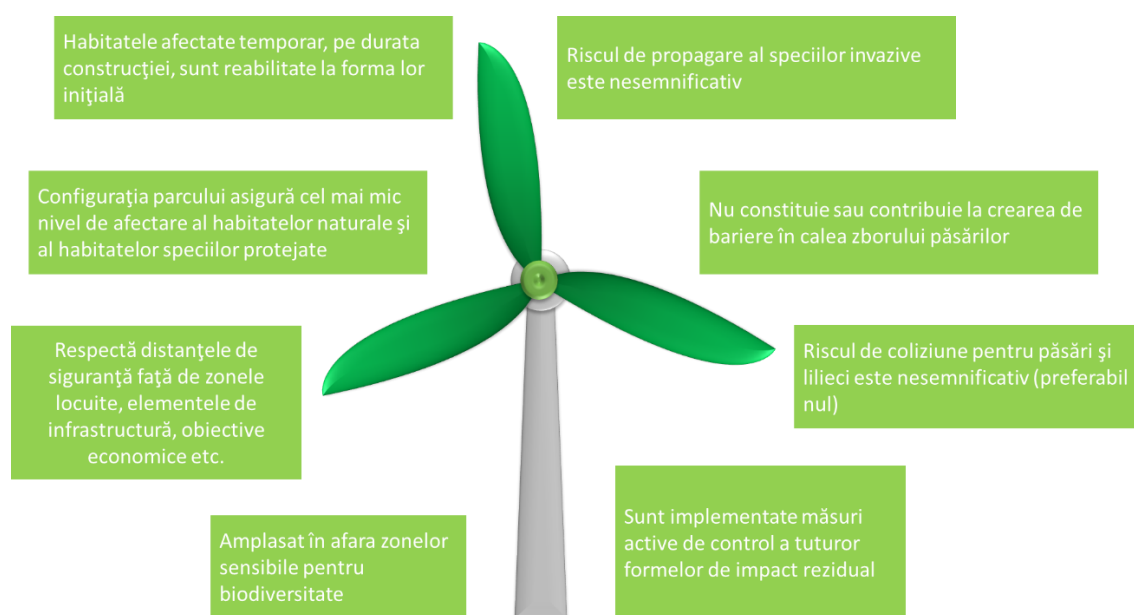 Habitatele afectate temporar, pe durata
construcţiei, sunt reabilitate la forma lor
iniţială
Riscul de propagare al speciilor invazive
este nesemnificativ
Configuraţia parcului asigură cel mai mic
nivel de afectare al habitatelor naturale şi
al habitatelor speciilor protejate
Nu constituie sau contribuie la crearea de
bariere în calea zborului păsărilor
Respectă distanţele de
siguranţă faţă de zonele
locuite, elementele de
infrastructură, obiective
economice etc.
Riscul de coliziune pentru păsări şi
lilieci este nesemnificativ (preferabil
nul)
Amplasat în afara zonelor
sensibile pentru
biodiversitate
Sunt implementate măsuri
active de control a tuturor
formelor de impact rezidual